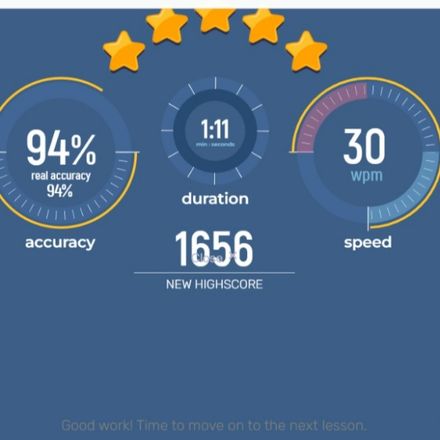 94%
real accuracy
94%
accuracy
1:11
min : seconds
duration
30
wpm
speed
1656
Close
NEW HIGHSCORE
Good work! Time to move on to the next lesson.